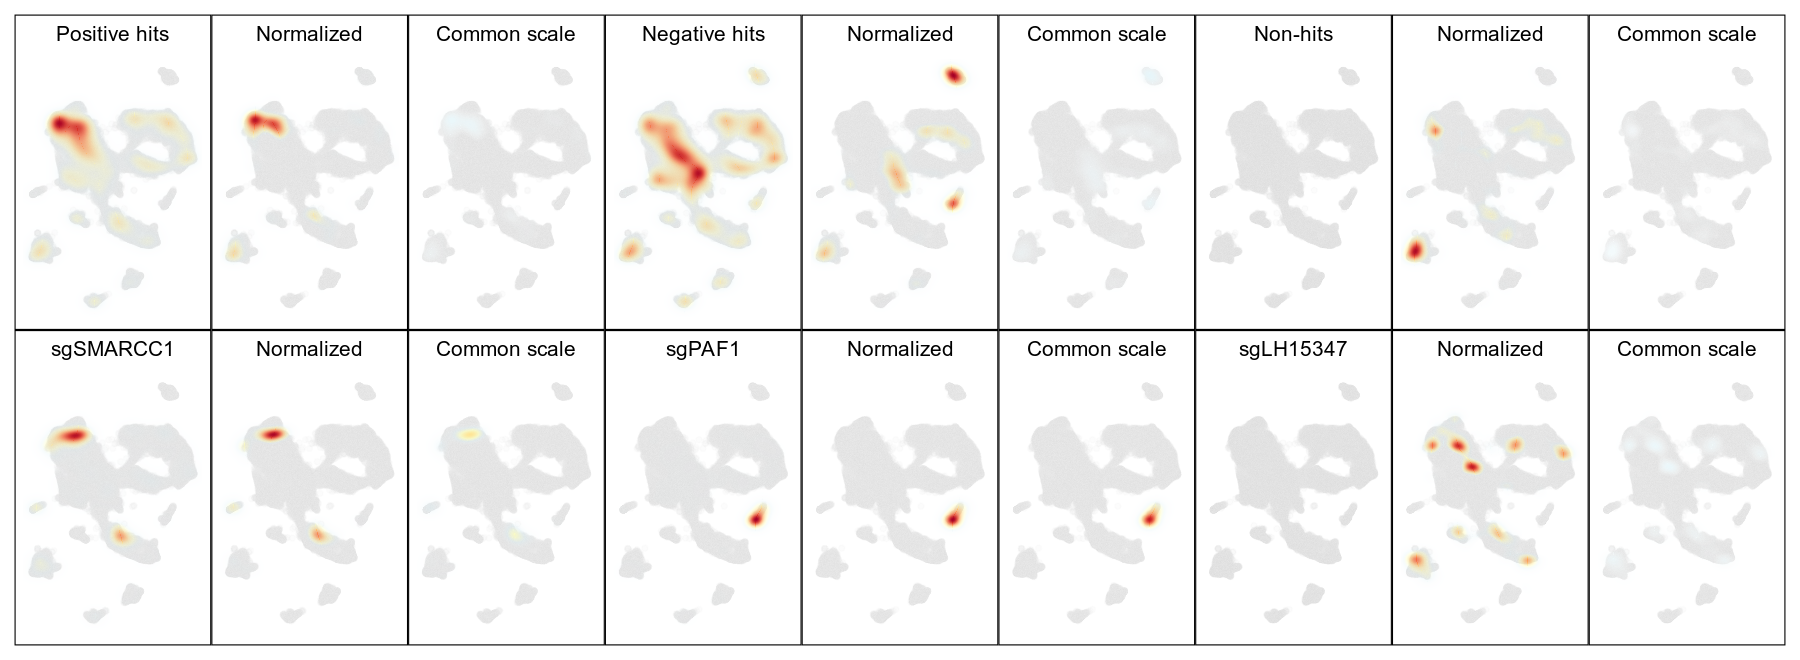 Positive hits Normalized Common scale Negative hits Normalized Common scale Non-hits Normalized Common scale
sgSMARCC1 Normalized Common scale sgPAF1 Normalized Common scale sgLH15347 Normalized Common scale